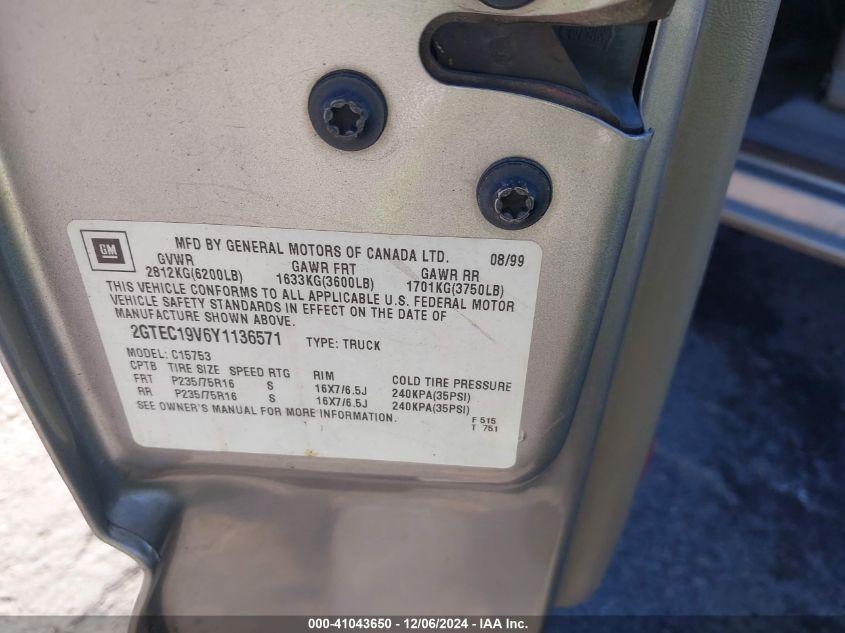 GM
MFD BY GENERAL MOTORS OF CANADA LTD. 08/99
GVWR GAWR FRT GAWR RR
2812KG(6200LB) 1633KG(3600LB) 1701KG(3750LB)
THIS VEHICLE CONFORMS TO ALL APPLICABLE U.S. FEDERAL MOTOR
VEHICLE SAFETY STANDARDS IN EFFECT ON THE DATE OF
MANUFACTURE SHOWN ABOVE.
2GTEC19V6Y1136571 TYPE: TRUCK
MODEL: C15753
CPTB TIRE SIZE SPEED RTG RIM COLD TIRE PRESSURE
FRT P235/75R16 S 16X7/6.5J 240KPA(35PSI)
RR P235/75R16 S 16X7/6.5J 240KPA(35PSI)
SEE OWNER'S MANUAL FOR MORE INFORMATION.
F 515
T 751
000-41043650 - 12/06/2024 - IAA Inc.